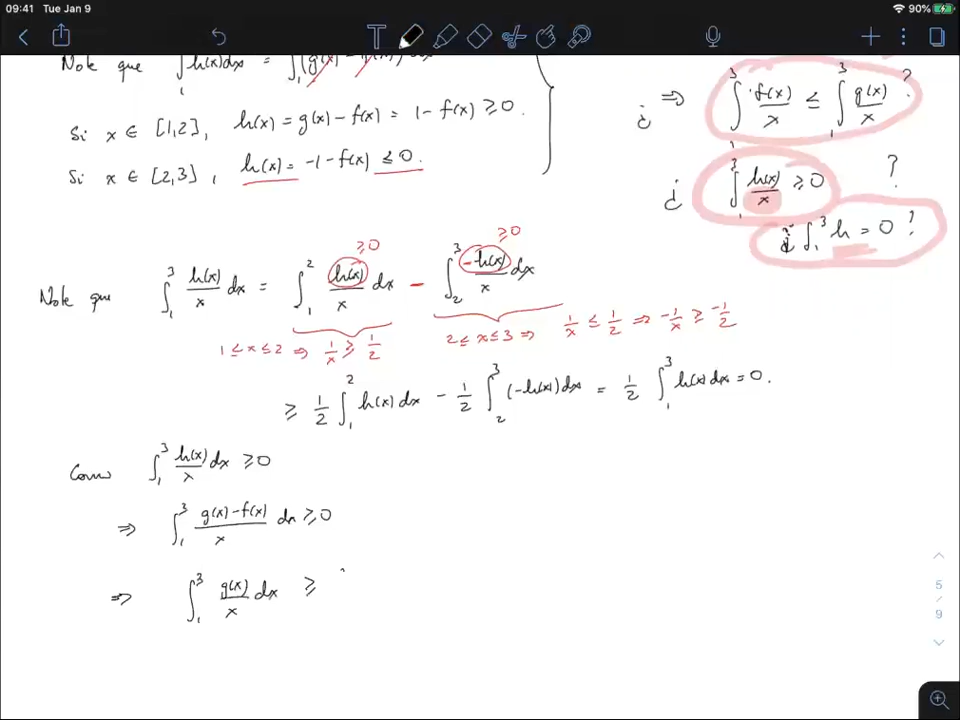 09:41 Tue Jan 9
90%
Note que ∫₁ h(x)dx = ∫₁ (g(x)
Si x ∈ [1,2], h(x) = g(x) - f(x) = 1 - f(x) ≥ 0.
Si x ∈ [2,3], h(x) = -1 - f(x) ≤ 0.
¿ ⇒ ∫₁³ f(x)/x ≤ ∫₁³ g(x)/x ?
¿ ∫₁³ h(x)/x ≥ 0 ?
¿ ∫₁³ h = 0 ?
≥0 ≥0
Note que ∫₁³ h(x)/x dx = ∫₁² h(x)/x dx - ∫₂³ -h(x)/x dx
1 ≤ x ≤ 2 ⇒ 1/x ≥ 1/2 2 ≤ x ≤ 3 ⇒ 1/x ≤ 1/2 ⇒ -1/x ≥ -1/2
≥ 1/2 ∫₁² h(x) dx - 1/2 ∫₂³ (-h(x)) dx = 1/2 ∫₁³ h(x) dx = 0.
Como ∫₁³ h(x)/x dx ≥ 0
⇒ ∫₁³ g(x)-f(x)/x dx ≥ 0
⇒ ∫₁³ g(x)/x dx ≥
5
/
9